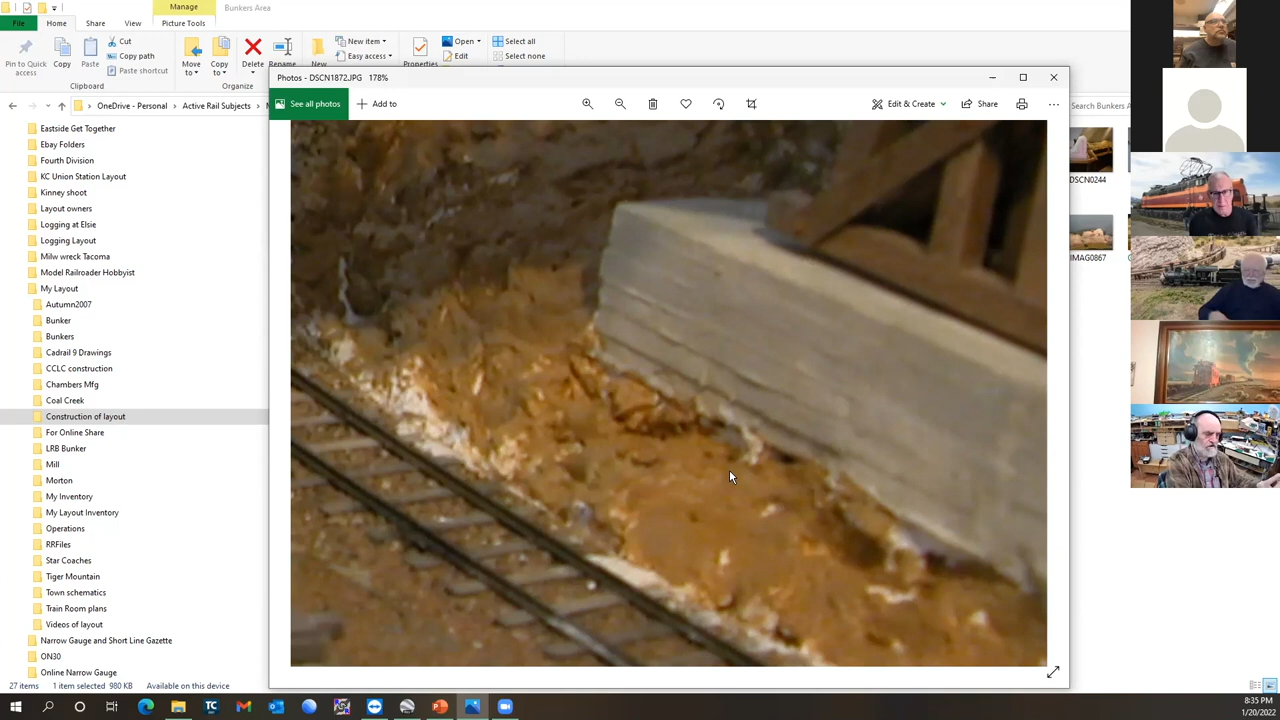 Manage
Bunkers Area
File
Home
Share
View
Picture Tools
Pin to Quick access
Copy
Paste
Cut
Copy path
Paste shortcut
Clipboard
Move to
Copy to
Delete
Rename
New item
Easy access
Properties
Open
Edit
Select all
Select none
OneDrive - Personal
Active Rail Subjects
Search Bunkers A
Photos - DSCN1872.JPG 178%
See all photos
Add to
Edit & Create
Share
DSCN0244
IMAG0867
Eastside Get Together
Ebay Folders
Fourth Division
KC Union Station Layout
Kinney shoot
Layout owners
Logging at Elsie
Logging Layout
Milw wreck Tacoma
Model Railroader Hobbyist
My Layout
Autumn2007
Bunker
Bunkers
Cadrail 9 Drawings
CCLC construction
Chambers Mfg
Coal Creek
Construction of layout
For Online Share
LRB Bunker
Mill
Morton
My Inventory
My Layout Inventory
Operations
RRFiles
Star Coaches
Tiger Mountain
Town schematics
Train Room plans
Videos of layout
Narrow Gauge and Short Line Gazette
ON30
Online Narrow Gauge
27 items
1 item selected 980 KB
Available on this device
8:35 PM
1/20/2022